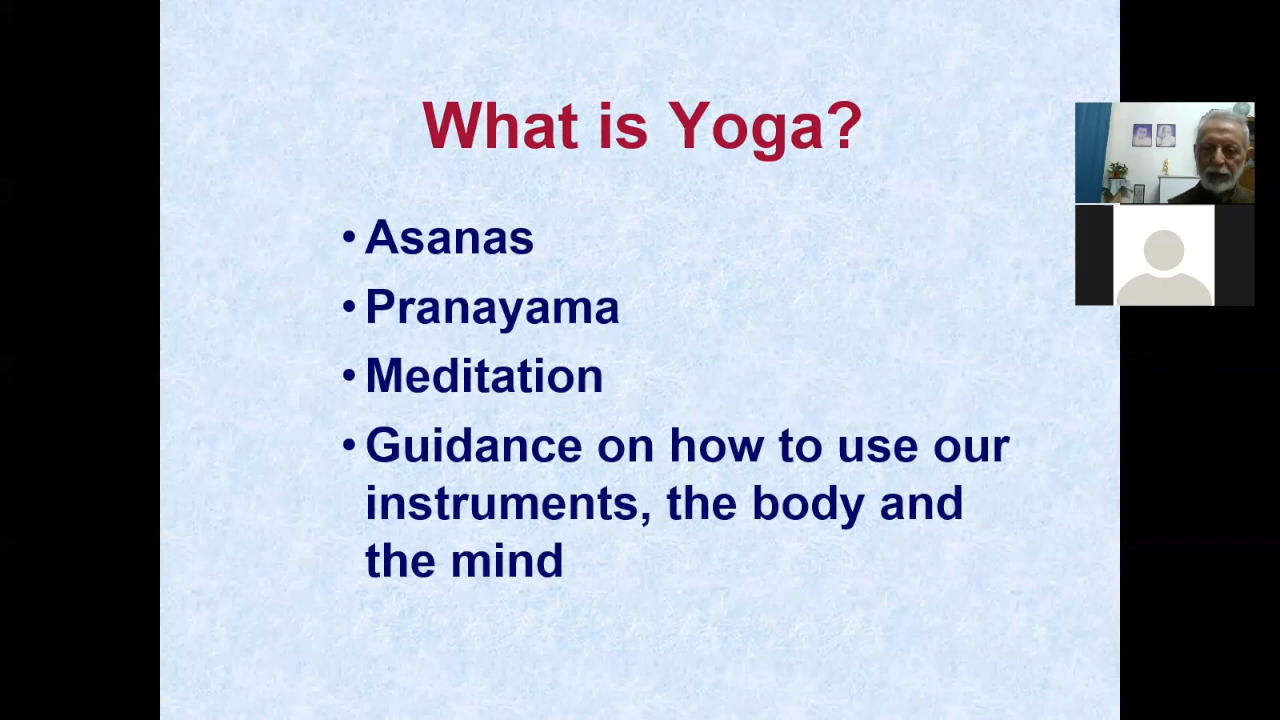 What is Yoga?
• Asanas
• Pranayama
• Meditation
• Guidance on how to use our
instruments, the body and
the mind